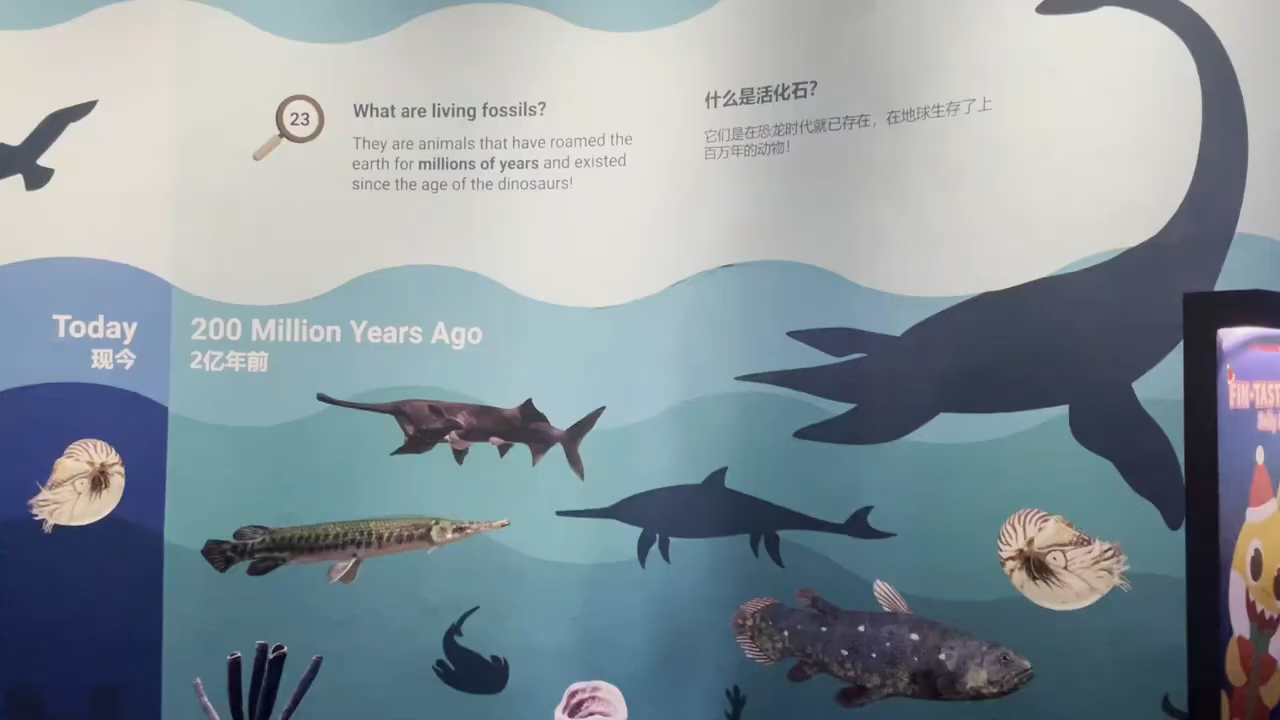 23
What are living fossils?
They are animals that have roamed the
earth for millions of years and existed
since the age of the dinosaurs!
什么是活化石?
它们是在恐龙时代就已存在，在地球生存了上
百万年的动物!
Today
现今
200 Million Years Ago
2亿年前